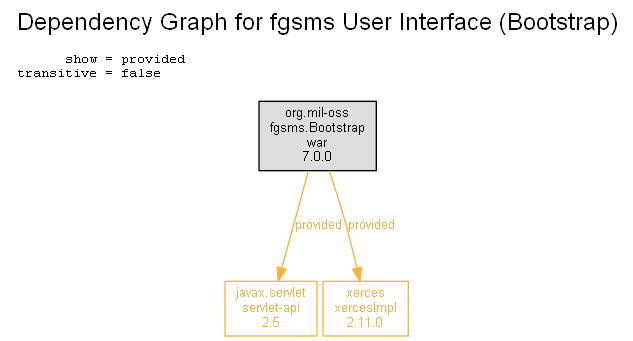 Dependency Graph for fgsms User Interface (Bootstrap)
show = provided
transitive = false
org.mil-oss
fgsms.Bootstrap
war
7.0.0
provided provided
javax.servlet
servlet-api
2.5
xerces
xercesImpl
2.11.0